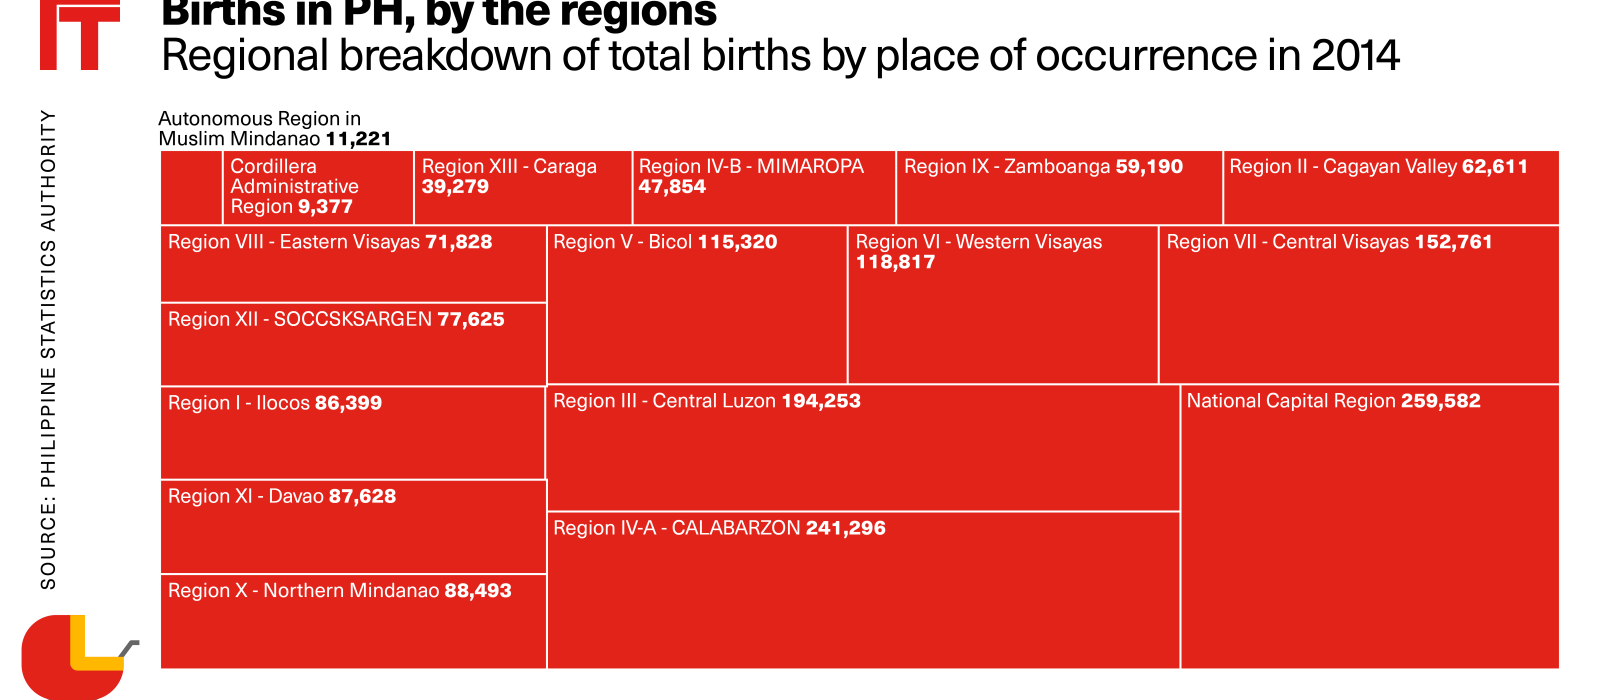 Births in PH, by the regions
Regional breakdown of total births by place of occurrence in 2014
SOURCE: PHILIPPINE STATISTICS AUTHORITY
Autonomous Region in
Muslim Mindanao 11,221
Cordillera
Administrative
Region 9,377
Region XIII - Caraga
39,279
Region IV-B - MIMAROPA
47,854
Region IX - Zamboanga 59,190
Region II - Cagayan Valley 62,611
Region VIII - Eastern Visayas 71,828
Region V - Bicol 115,320
Region VI - Western Visayas
118,817
Region VII - Central Visayas 152,761
Region XII - SOCCSKSARGEN 77,625
Region I - Ilocos 86,399
Region III - Central Luzon 194,253
National Capital Region 259,582
Region XI - Davao 87,628
Region IV-A - CALABARZON 241,296
Region X - Northern Mindanao 88,493